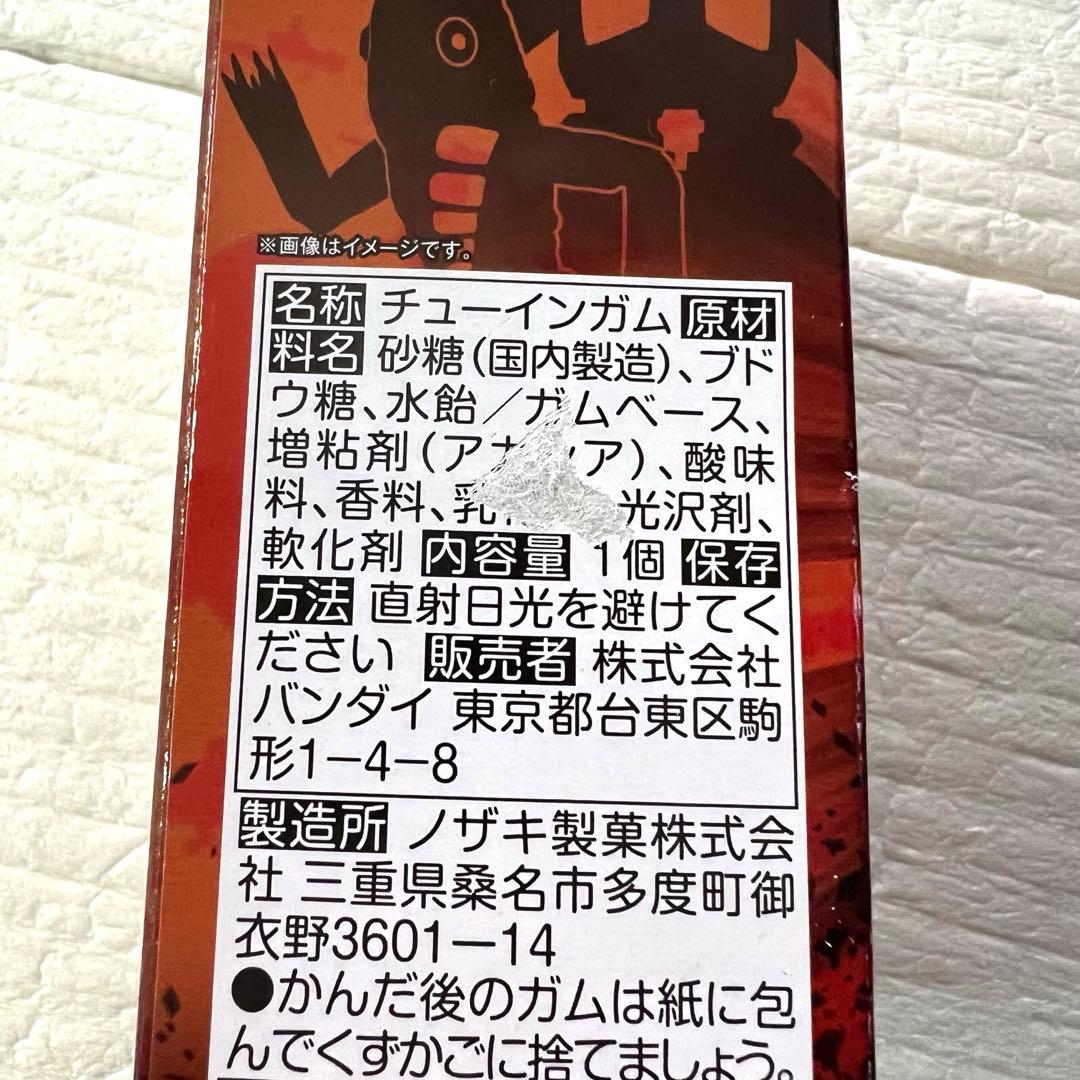 ※画像はイメージです。
名称 チューインガム 原材
料名 砂糖(国内製造)、ブド
ウ糖、水飴／ガムベース、
増粘剤(ア ア)、酸味
料、香料、乳 光沢剤、
軟化剤 内容量 1個 保存
方法 直射日光を避けてく
ださい 販売者 株式会社
バンダイ 東京都台東区駒
形1−4−8
製造所 ノザキ製菓株式会
社 三重県桑名市多度町御
衣野3601−14
●かんだ後のガムは紙に包
んでくずかごに捨てましょう。